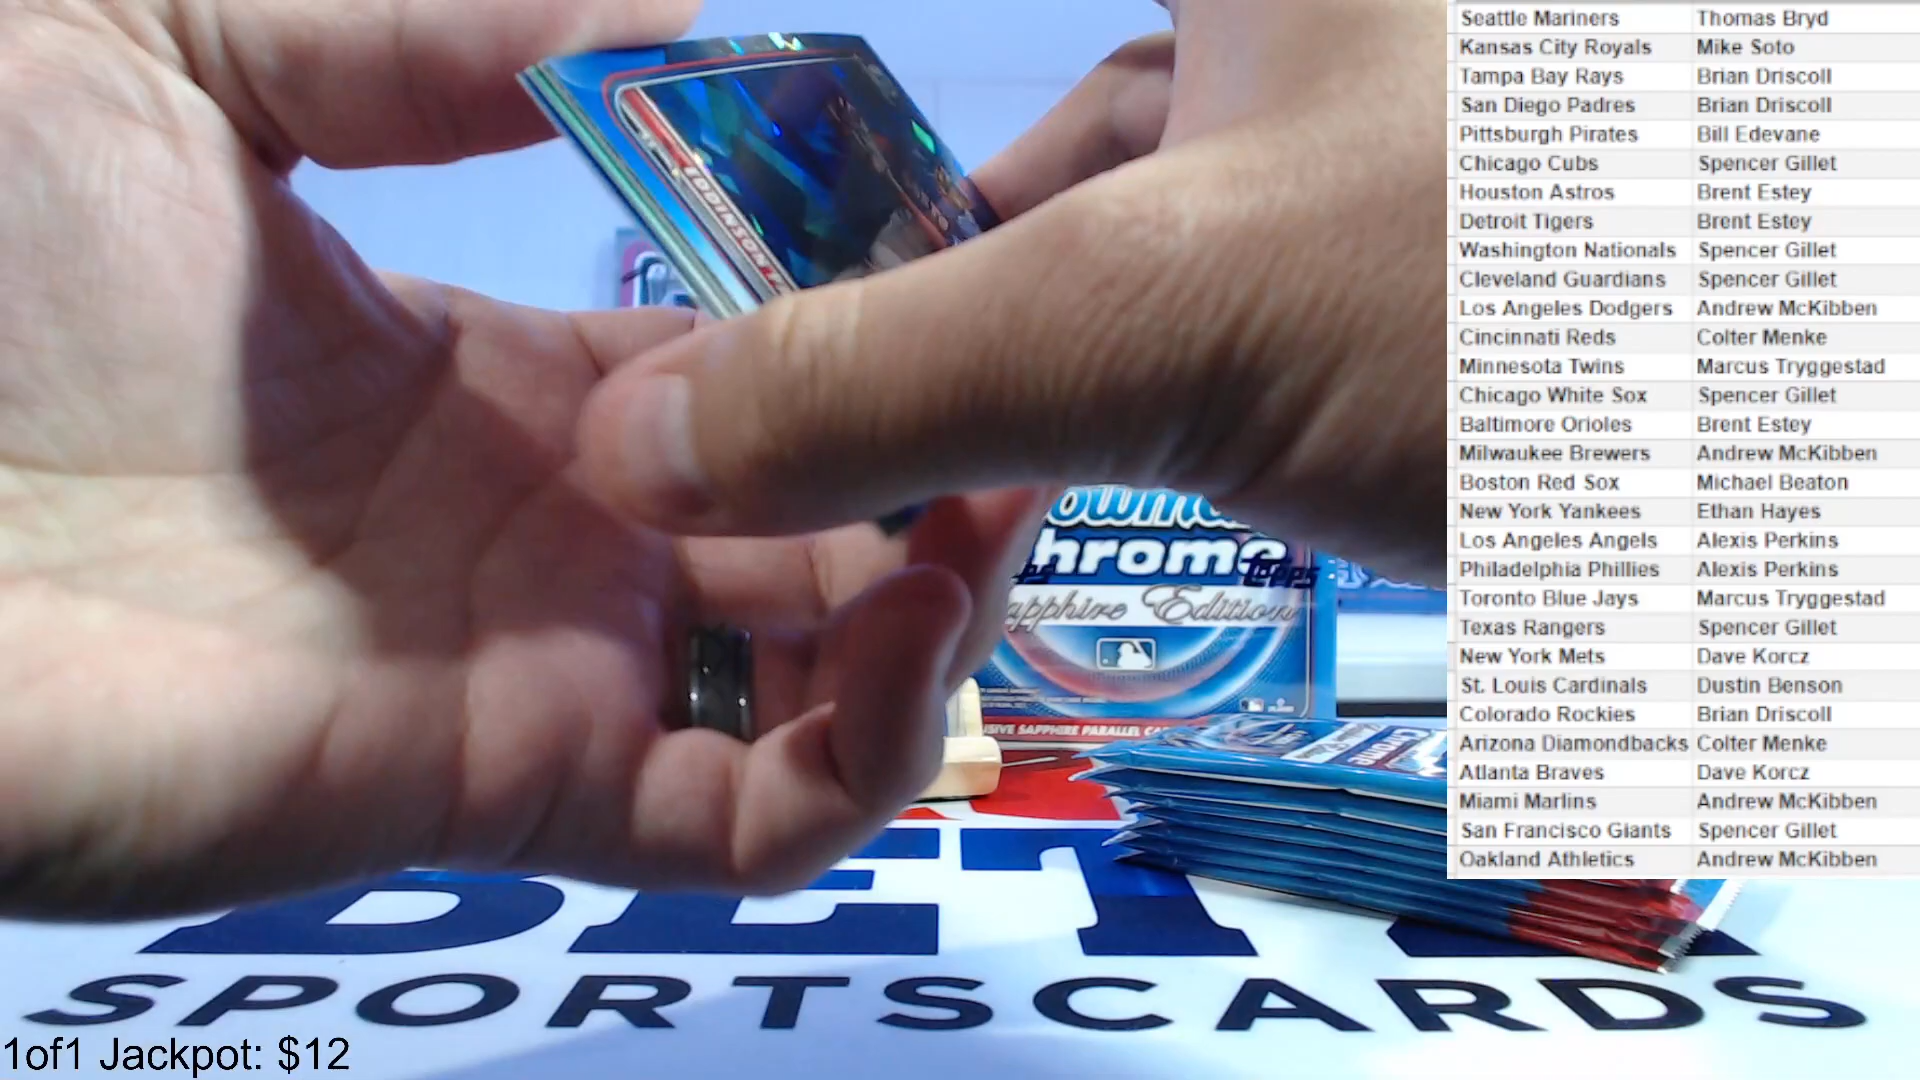 Seattle Mariners Thomas Bryd
Kansas City Royals Mike Soto
Tampa Bay Rays Brian Driscoll
San Diego Padres Brian Driscoll
Pittsburgh Pirates Bill Edevane
Chicago Cubs Spencer Gillet
Houston Astros Brent Estey
Detroit Tigers Brent Estey
Washington Nationals Spencer Gillet
Cleveland Guardians Spencer Gillet
Los Angeles Dodgers Andrew McKibben
Cincinnati Reds Colter Menke
Minnesota Twins Marcus Tryggestad
Chicago White Sox Spencer Gillet
Baltimore Orioles Brent Estey
Milwaukee Brewers Andrew McKibben
Boston Red Sox Michael Beaton
New York Yankees Ethan Hayes
Los Angeles Angels Alexis Perkins
Philadelphia Phillies Alexis Perkins
Toronto Blue Jays Marcus Tryggestad
Texas Rangers Spencer Gillet
New York Mets Dave Korcz
St. Louis Cardinals Dustin Benson
Colorado Rockies Brian Driscoll
Arizona Diamondbacks Colter Menke
Atlanta Braves Dave Korcz
Miami Marlins Andrew McKibben
San Francisco Giants Spencer Gillet
Oakland Athletics Andrew McKibben
owma
hrome
topps
apphire Edition
SIVE SAPPHIRE PARALLEL
CHROME
SPORTSCARDS
1of1 Jackpot: $12